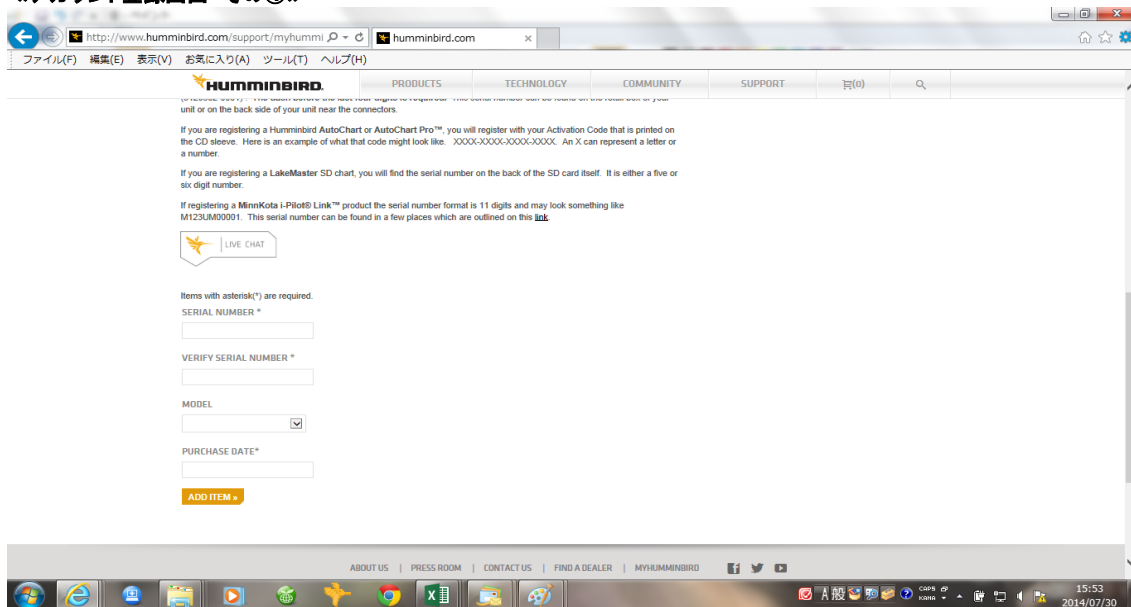 http://www.humminbird.com/support/myhummi
humminbird.com
ファイル(F) 編集(E) 表示(V) お気に入り(A) ツール(T) ヘルプ(H)
HUMMINBIRD. PRODUCTS TECHNOLOGY COMMUNITY SUPPORT (0)
unit or on the back side of your unit near the connectors.
If you are registering a Humminbird AutoChart or AutoChart Pro™, you will register with your Activation Code that is printed on
the CD sleeve. Here is an example of what that code might look like. XXXX-XXXX-XXXX-XXXX. An X can represent a letter or
a number.
If you are registering a LakeMaster SD chart, you will find the serial number on the back of the SD card itself. It is either a five or
six digit number.
If registering a MinnKota i-Pilot® Link™ product the serial number format is 11 digits and may look something like
M123UM00001. This serial number can be found in a few places which are outlined on this link.
LIVE CHAT
Items with asterisk(*) are required.
SERIAL NUMBER *
VERIFY SERIAL NUMBER *
MODEL
PURCHASE DATE*
ADD ITEM »
ABOUT US | PRESS ROOM | CONTACT US | FIND A DEALER | MYHUMMINBIRD
A 般 CAPS KANA 15:53
2014/07/30